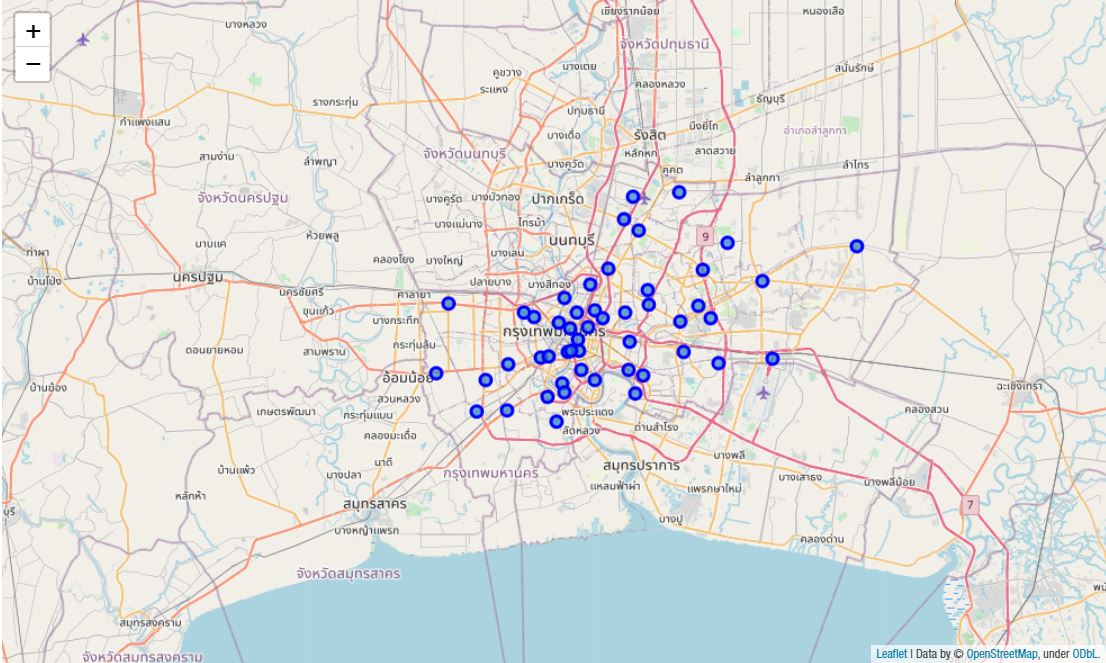 +
−
บางหลวง
เชียงรากน้อย
หนองเสือ
จังหวัดปทุมธานี
บางเตย
คูขวาง
ระแหง
คลองหลวง
สนั่นรักษ์
รางกระทุ่ม
ปทุมธานี
ธัญบุรี
กำแพงแสน
บางเดื่อ
รังสิต
บึงยี่โถ
อำเภอลำลูกกา
สามง่าม
ลำพญา
จังหวัดนนทบุรี
บางคูวัด
หลักหก
ลาดสวาย
คูคต
ลำลูกกา
ลำไทร
จังหวัดนครปฐม
บางคูรัด
บางบัวทอง
ปากเกร็ด
บางแม่นาง
ไทรม้า
ท่าผา
มาบแค
ห้วยพลู
นนทบุรี
9
คลองโยง
บางใหญ่
บางเลน
บ้านโป่ง
นครปฐม
นครชัยศรี
ศาลายา
ปลายบาง
บางสีทอง
ขุนแก้ว
บางกระทึก
กรุงเทพมหานคร
ดอนยายหอม
สามพราน
กระทุ่มล้ม
บ้านฆ้อง
อ้อมน้อย
ฉะเชิงเทรา
สวนหลวง
เกษตรพัฒนา
กระทุ่มแบน
พระประแดง
คลองสวน
คลองมะเดื่อ
ลัดหลวง
ด่านสำโรง
บ้านแพ้ว
นาดี
บางปลา
กรุงเทพมหานคร
สมุทรปราการ
บางพลี
บางเสาธง
บางพลีน้อย
หลักห้า
สมุทรสาคร
แหลมฟ้าผ่า
แพรกษาใหม่
7
บุรี
บางหญ้าแพรก
บางปู
คลองด่าน
จังหวัดสมุทรสาคร
สมุทรสงคราม
จังหวัดสมุทรสงคราม
Leaflet | Data by © OpenStreetMap, under ODbL.